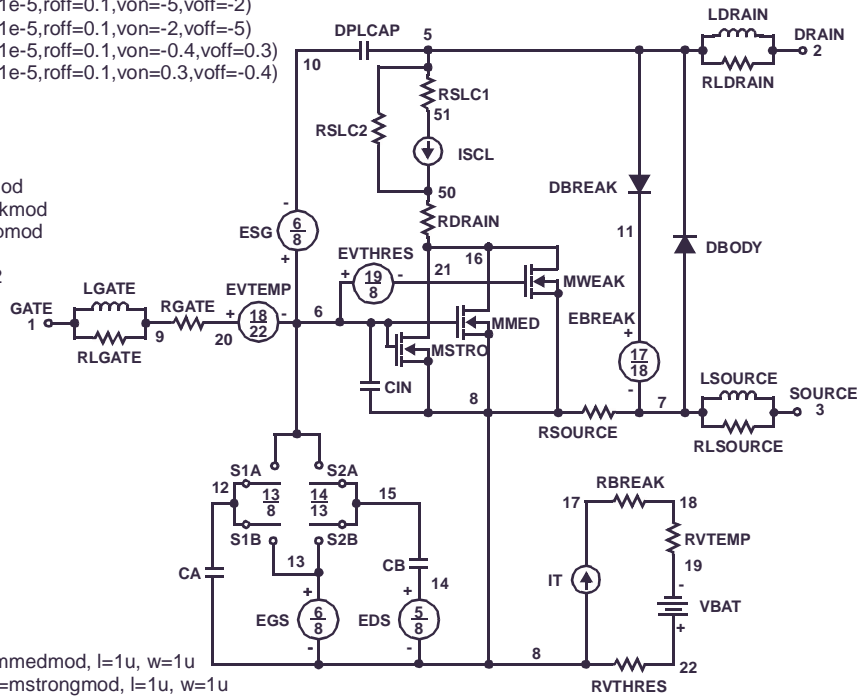 1e-5,roff=0.1,von=-5,voff=-2)
1e-5,roff=0.1,von=-2,voff=-5)
1e-5,roff=0.1,von=-0.4,voff=0.3)
1e-5,roff=0.1,von=0.3,voff=-0.4)
LDRAIN
DPLCAP
5
DRAIN
2
10
RLDRAIN
RSLC1
51
RSLC2
ISCL
od
kmod
omod
DBREAK
50
-
RDRAIN
ESG
6
8
11
DBODY
+
EVTHRES
16
21
+
19
8
-
MWEAK
LGATE
EVTEMP
GATE
1
RGATE
+
18
22
-
6
MMED
EBREAK
+
9
20
MSTRO
17
18
RLGATE
LSOURCE
CIN
-
SOURCE
3
8
7
RSOURCE
RLSOURCE
S1A
S2A
12
13
8
14
13
15
RBREAK
17
18
S1B
S2B
RVTEMP
13
CB
19
CA
IT
14
-
+
+
VBAT
EGS
6
8
EDS
5
8
+
-
-
8
22
mmedmod, l=1u, w=1u
=mstrongmod, l=1u, w=1u
RVTHRES